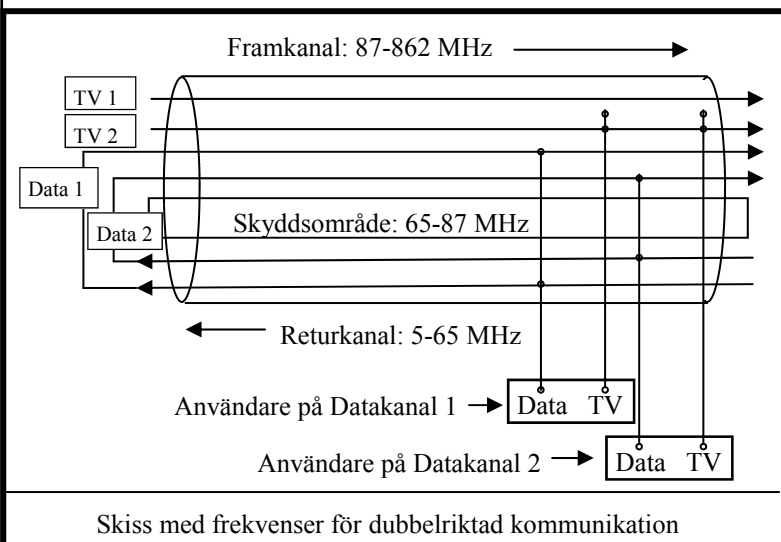 Framkanal: 87-862 MHz
TV 1
TV 2
Data 1
Data 2
Skyddsområde: 65-87 MHz
Returkanal: 5-65 MHz
Användare på Datakanal 1
Data TV
Användare på Datakanal 2
Data TV
Skiss med frekvenser för dubbelriktad kommunikation